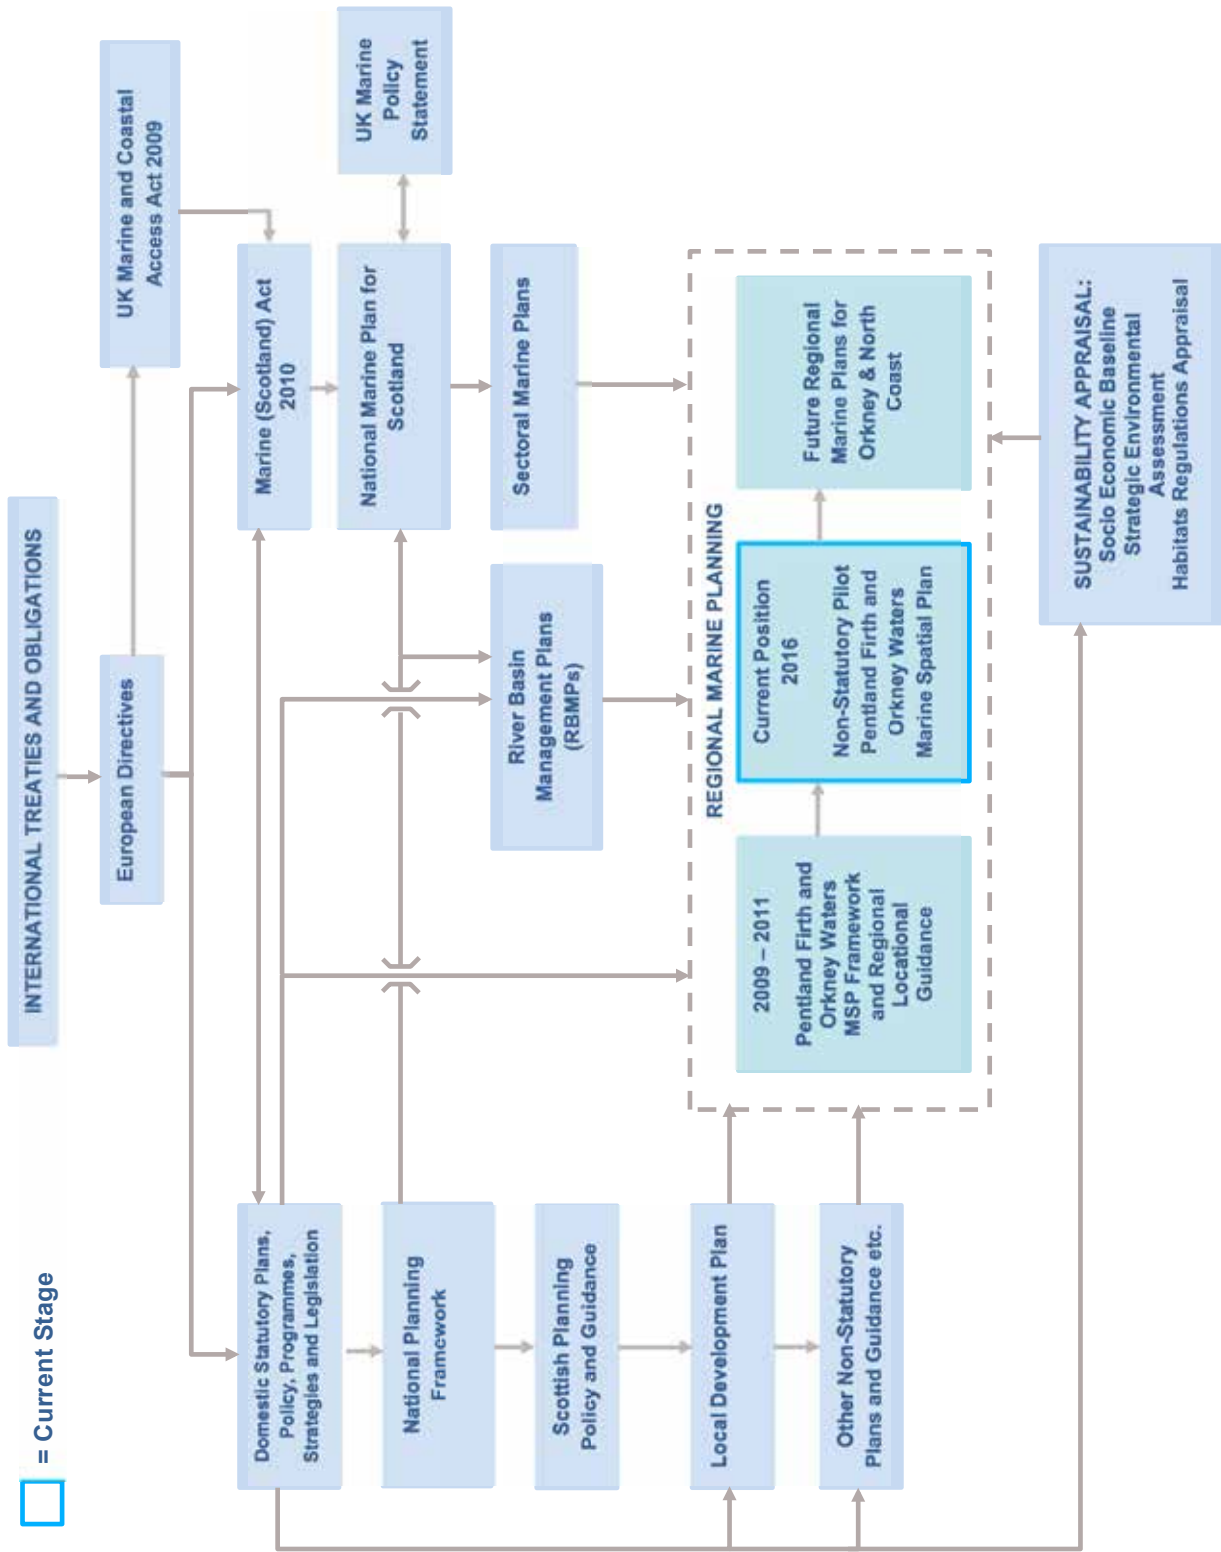 = Current Stage
INTERNATIONAL TREATIES AND OBLIGATIONS
European Directives
UK Marine and Coastal
Access Act 2009
Domestic Statutory Plans,
Policy, Programmes,
Strategies and Legislation
Marine (Scotland) Act
2010
National Planning
Framework
National Marine Plan for
Scotland
UK Marine
Policy
Statement
Scottish Planning
Policy and Guidance
River Basin
Management Plans
(RBMPs)
Sectoral Marine Plans
Local Development Plan
Other Non-Statutory
Plans and Guidance etc.
REGIONAL MARINE PLANNING
2009 – 2011
Pentland Firth and
Orkney Waters
MSP Framework
and Regional
Locational
Guidance
Current Position
2016
Non-Statutory Pilot
Pentland Firth and
Orkney Waters
Marine Spatial Plan
Future Regional
Marine Plans for
Orkney & North
Coast
SUSTAINABILITY APPRAISAL:
Socio Economic Baseline
Strategic Environmental
Assessment
Habitats Regulations Appraisal